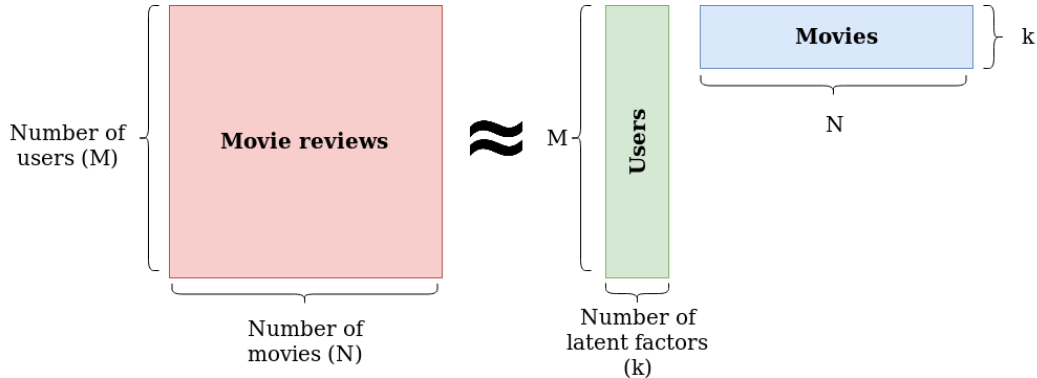 Number of
users (M)
Movie reviews
Number of
movies (N)
≈
M
Users
Number of
latent factors
(k)
Movies
N
k